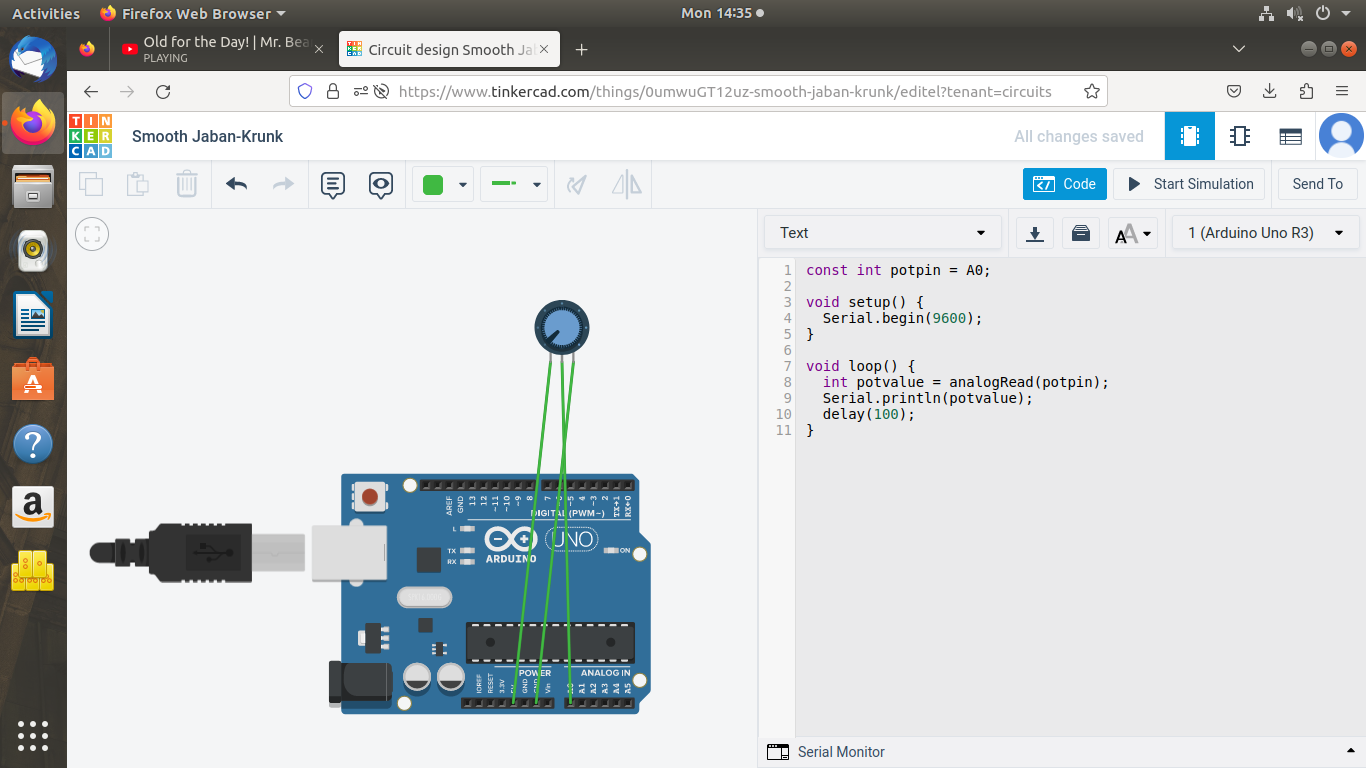 Activities
Firefox Web Browser
Mon 14:35
Old for the Day! | Mr. Bea
PLAYING
Circuit design Smooth Ja
https://www.tinkercad.com/things/0umwuGT12uz-smooth-jaban-krunk/editel?tenant=circuits
TIN
KER
CAD
Smooth Jaban-Krunk
All changes saved
Code
Start Simulation
Send To
Text
1 (Arduino Uno R3)
1 const int potpin = A0;
2
3 void setup() {
4 Serial.begin(9600);
5 }
6
7 void loop() {
8 int potvalue = analogRead(potpin);
9 Serial.println(potvalue);
10 delay(100);
11 }
AREF GND 13 12 ~11 ~10 ~9 8 7 ~5 4 ~3 2 TX→1 RX←0
DIGITAL (PWM~)
L
TX
RX
ARDUINO
UNO
ON
POWER
ANALOG IN
IOREF RESET 3.3V GND Vin A1 A2 A3 A4 A5
Serial Monitor